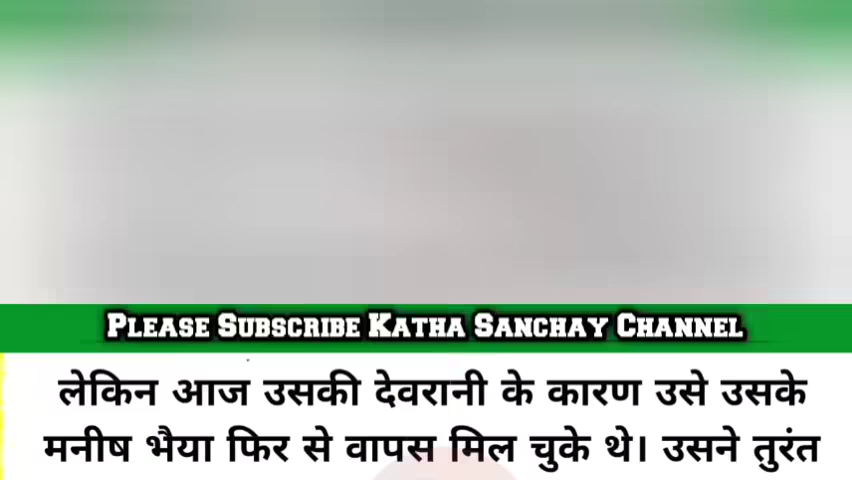 Please Subscribe Katha Sanchay Channel
लेकिन आज उसकी देवरानी के कारण उसे उसके
मनीष भैया फिर से वापस मिल चुके थे। उसने तुरंत